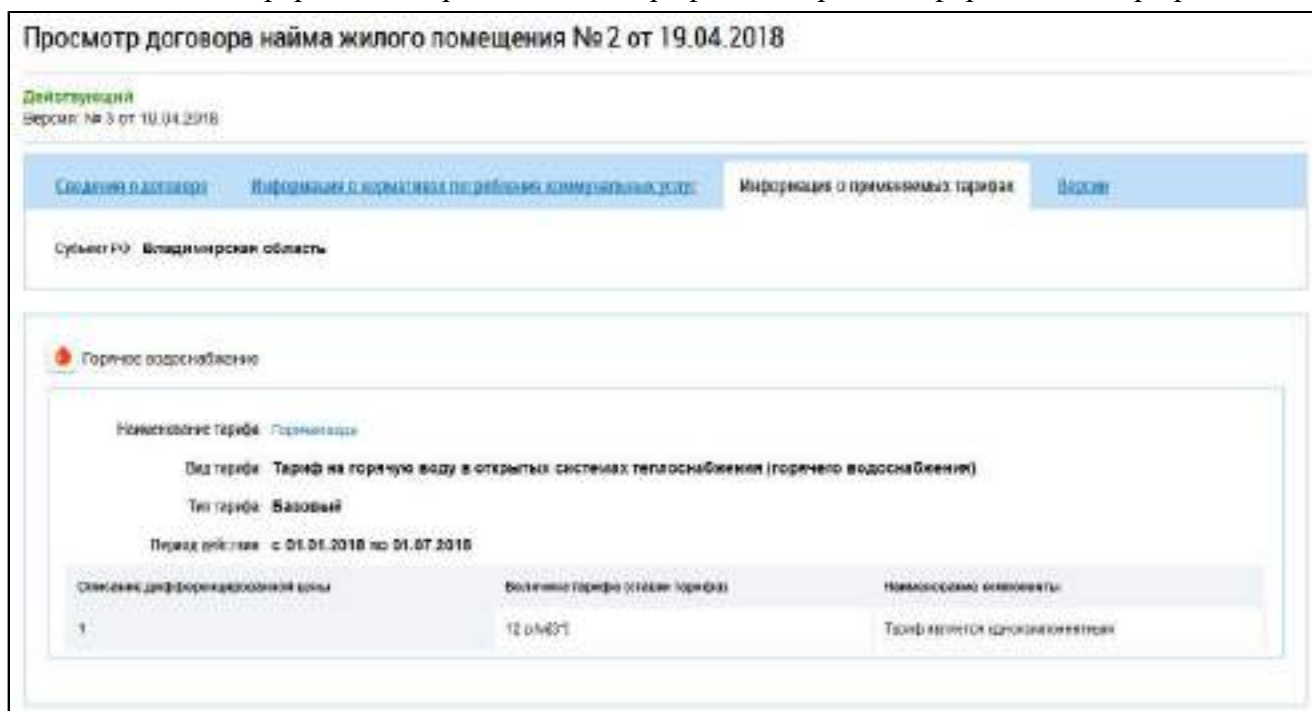 Просмотр договора найма жилого помещения № 2 от 19.04.2018
Действующий
Версия: № 3 от 19.04.2018
Сведения о договоре Информация о нормативах потребления коммунальных услуг Информация о применяемых тарифах Версии
Субъект РФ Владимирская область
Горячее водоснабжение
Наименование тарифа Горячая вода
Вид тарифа Тариф на горячую воду в открытых системах теплоснабжения (горячего водоснабжения)
Тип тарифа Базовый
Период действия с 01.01.2018 по 01.07.2018
Описание дифференцированной цены Величина тарифа (ставки тарифа) Наименование компоненты
1 12 Тариф является однокомпонентным